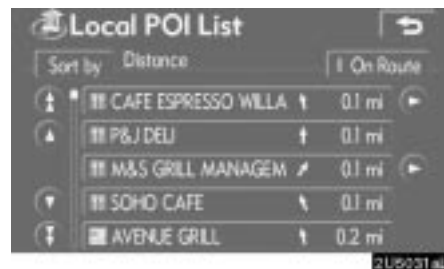 Local POI List
Sort by Distance On Route
CAFE ESPRESSO WILLA 0.1 mi
P&J DELI 0.1 mi
M&S GRILL MANAGEM 0.1 mi
SOHO CAFE 0.1 mi
AVENUE GRILL 0.2 mi
2U5031